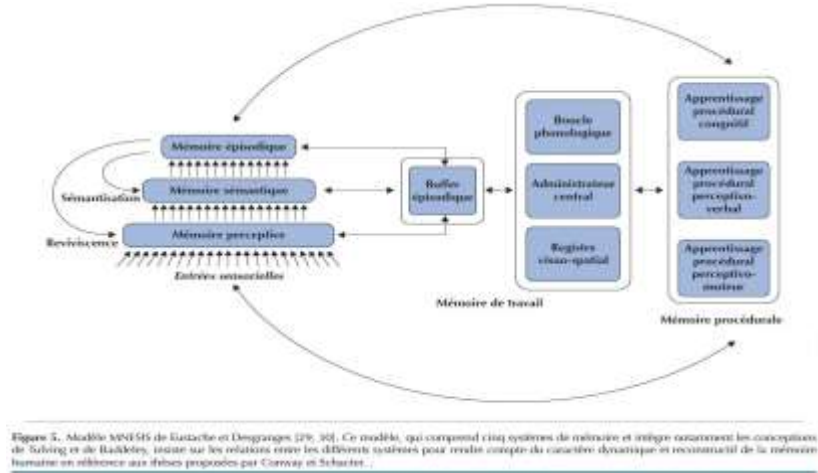 Mémoire épisodique
Sémantisation
Mémoire sémantique
Reviviscence
Mémoire perceptive
Entrées sensorielles
Buffer
épisodique
Boucle
phonologique
Administrateur
central
Registre
visuo-spatial
Mémoire de travail
Apprentissage
procédural
cognitif
Apprentissage
procédural
perceptivo-
verbal
Apprentissage
procédural
perceptivo-
moteur
Mémoire procédurale
Figure 5. Modèle MNESIS de Eustache et Desgranges [29, 30]. Ce modèle, qui comprend cinq systèmes de mémoire et intègre notamment les conceptions
de Tulving et de Baddeley, insiste sur les relations entre les différents systèmes pour rendre compte du caractère dynamique et reconstructif de la mémoire
humaine en référence aux thèses proposées par Conway et Schacter.